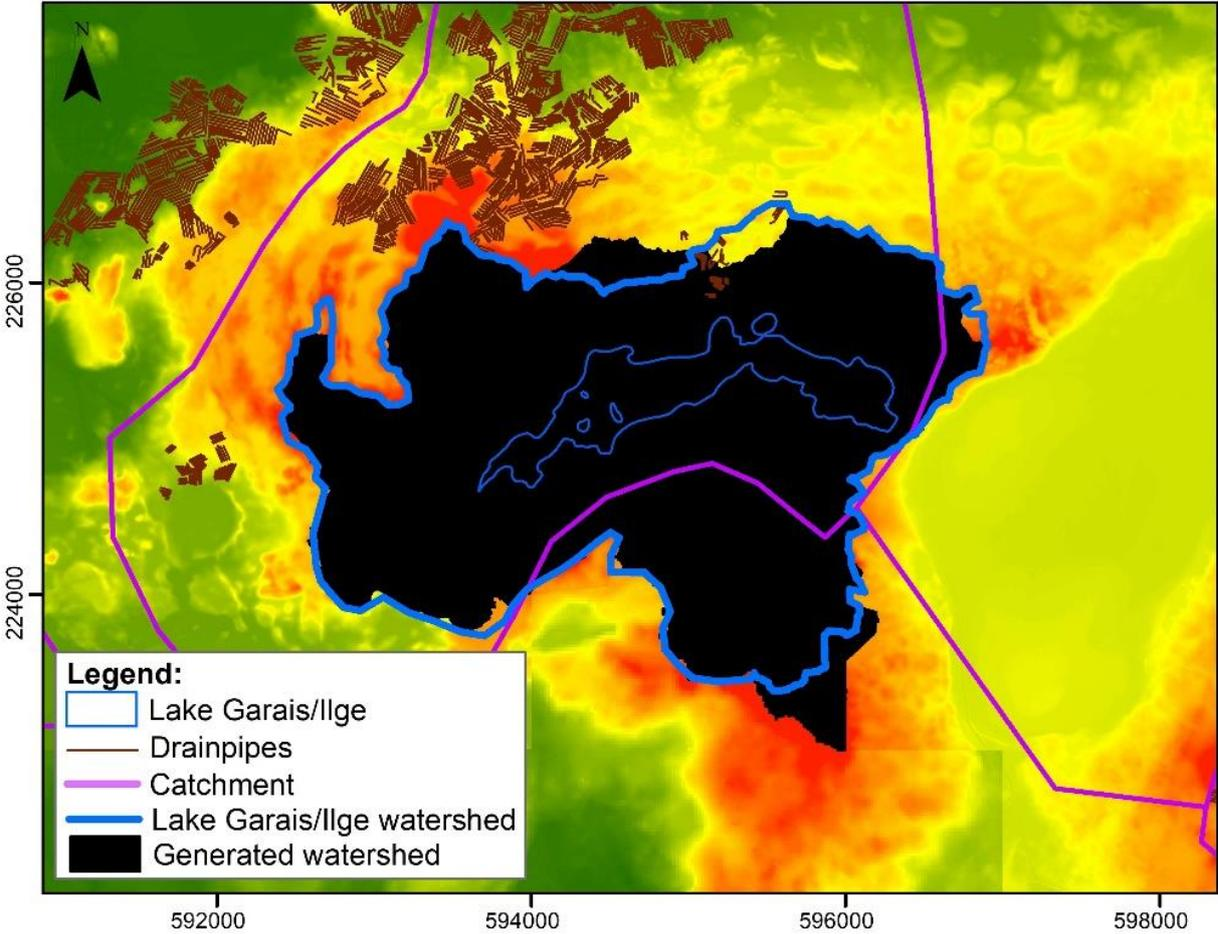 N
226000
224000
Legend:
Lake Garais/Ilge
Drainpipes
Catchment
Lake Garais/Ilge watershed
Generated watershed
592000
594000
596000
598000